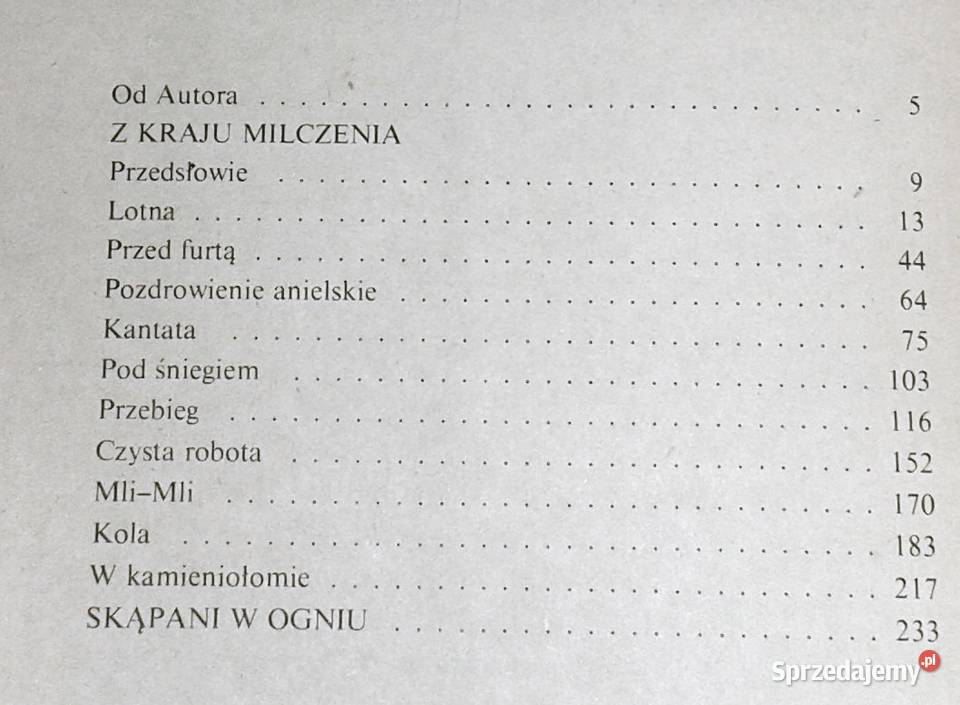 Od Autora . . . . . . . . . . . . . . . . . . . . . . . 5
Z KRAJU MILCZENIA
Przedsłowie . . . . . . . . . . . . . . . . . . . . . . 9
Lotna . . . . . . . . . . . . . . . . . . . . . . . . . 13
Przed furtą . . . . . . . . . . . . . . . . . . . . . . . 44
Pozdrowienie anielskie . . . . . . . . . . . . . . . . . . 64
Kantata . . . . . . . . . . . . . . . . . . . . . . . . 75
Pod śniegiem . . . . . . . . . . . . . . . . . . . . . . 103
Przebieg . . . . . . . . . . . . . . . . . . . . . . . . 116
Czysta robota . . . . . . . . . . . . . . . . . . . . . . 152
Mli–Mli . . . . . . . . . . . . . . . . . . . . . . . . 170
Kola . . . . . . . . . . . . . . . . . . . . . . . . . . 183
W kamieniołomie . . . . . . . . . . . . . . . . . . . . . 217
SKĄPANI W OGNIU . . . . . . . . . . . . . . . . . . . 233
Sprzedajemy.pl